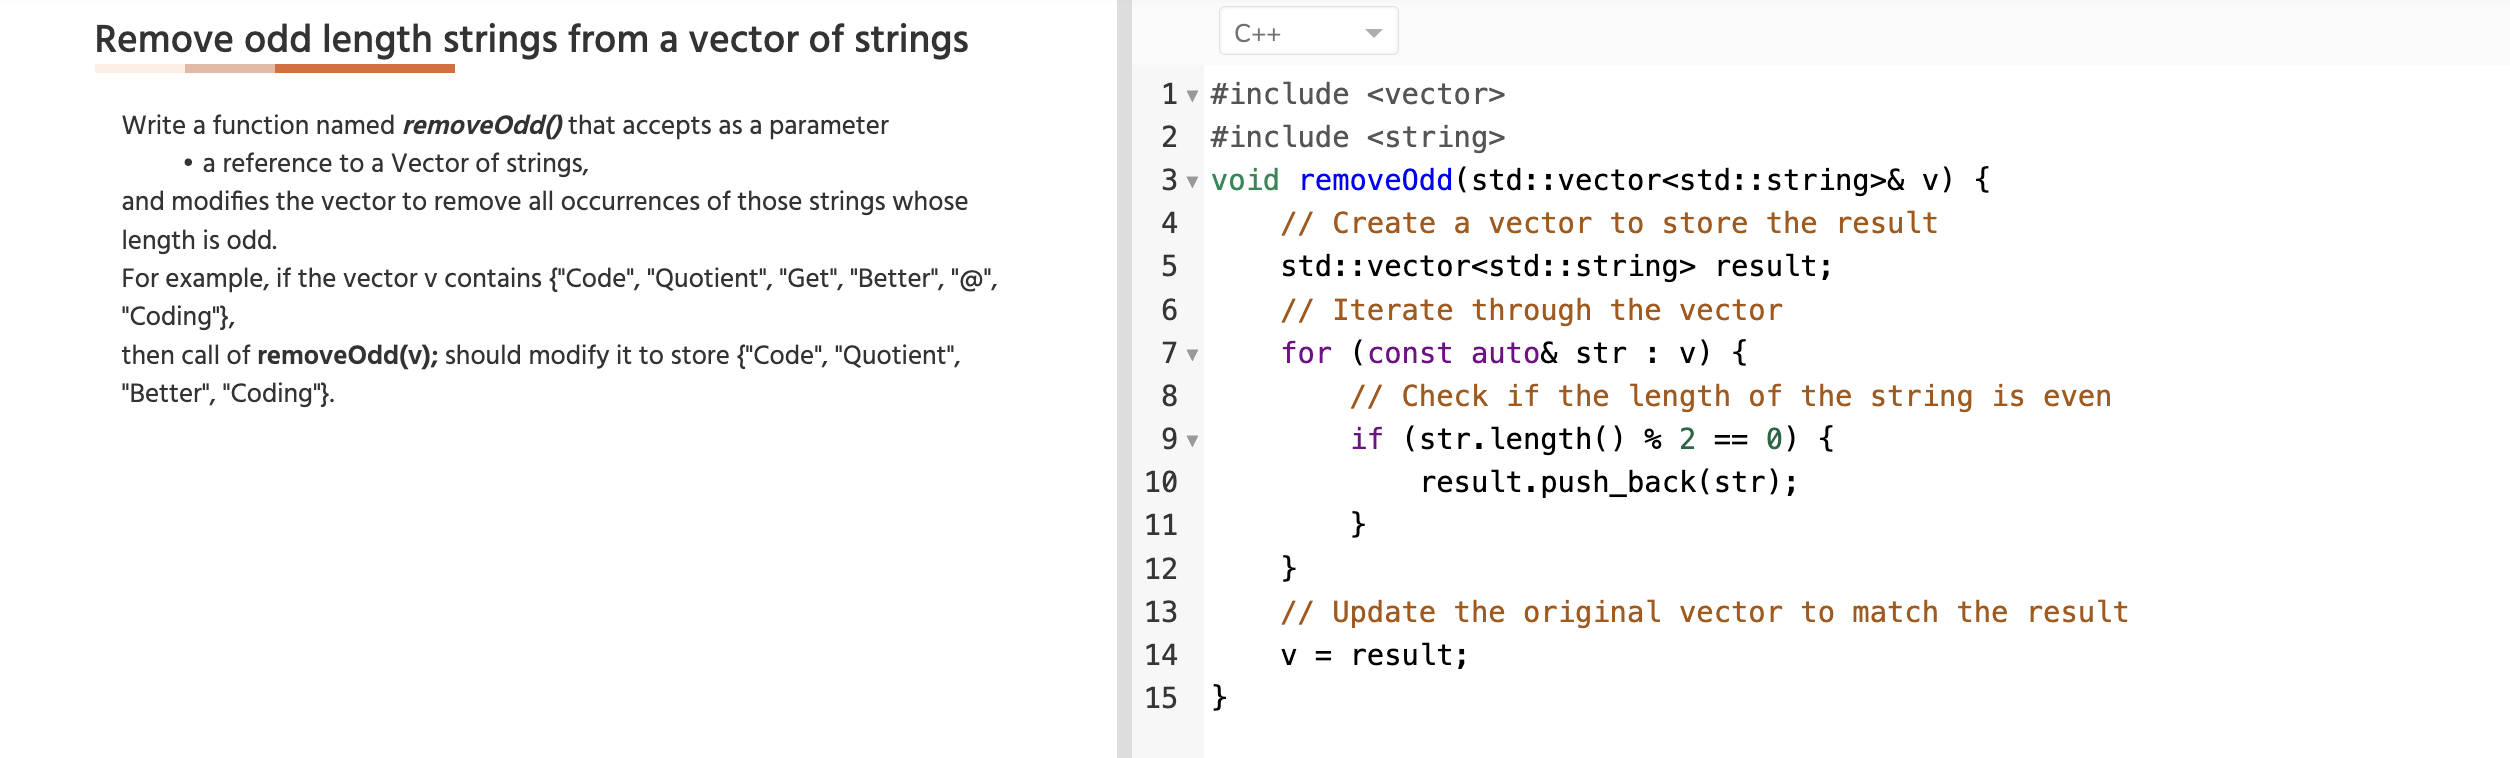 Remove odd length strings from a vector of strings
Write a function named removeOdd() that accepts as a parameter
• a reference to a Vector of strings,
and modifies the vector to remove all occurrences of those strings whose
length is odd.
For example, if the vector v contains {"Code", "Quotient", "Get", "Better", "@",
"Coding"},
then call of removeOdd(v); should modify it to store {"Code", "Quotient",
"Better", "Coding"}.
C++
1 #include <vector>
2 #include <string>
3 void removeOdd(std::vector<std::string>& v) {
4     // Create a vector to store the result
5     std::vector<std::string> result;
6     // Iterate through the vector
7     for (const auto& str : v) {
8         // Check if the length of the string is even
9         if (str.length() % 2 == 0) {
10             result.push_back(str);
11         }
12     }
13     // Update the original vector to match the result
14     v = result;
15 }